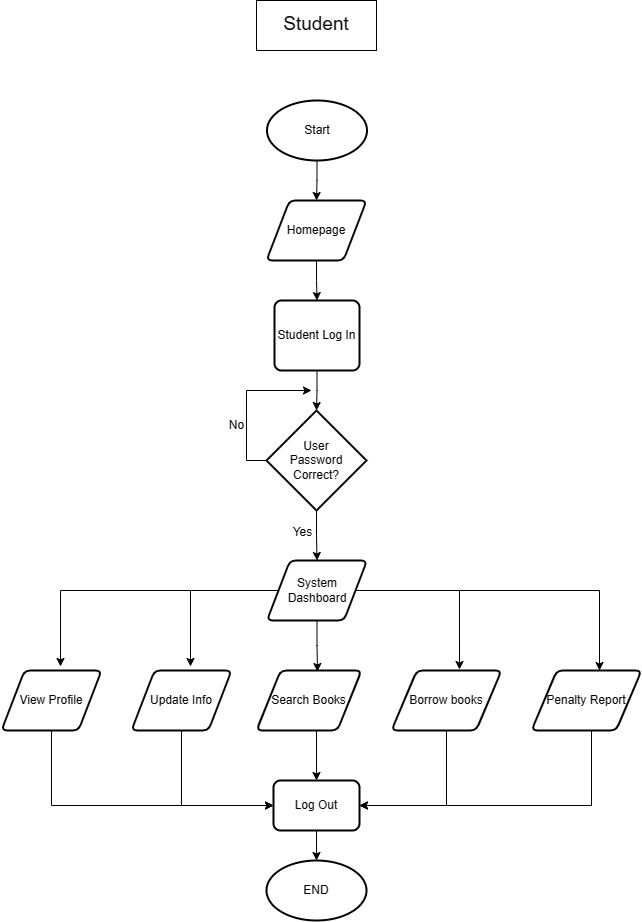 Student
Start
Homepage
Student Log In
No
User
Password
Correct?
Yes
System
Dashboard
View Profile
Update Info
Search Books
Borrow books
Penalty Report
Log Out
END